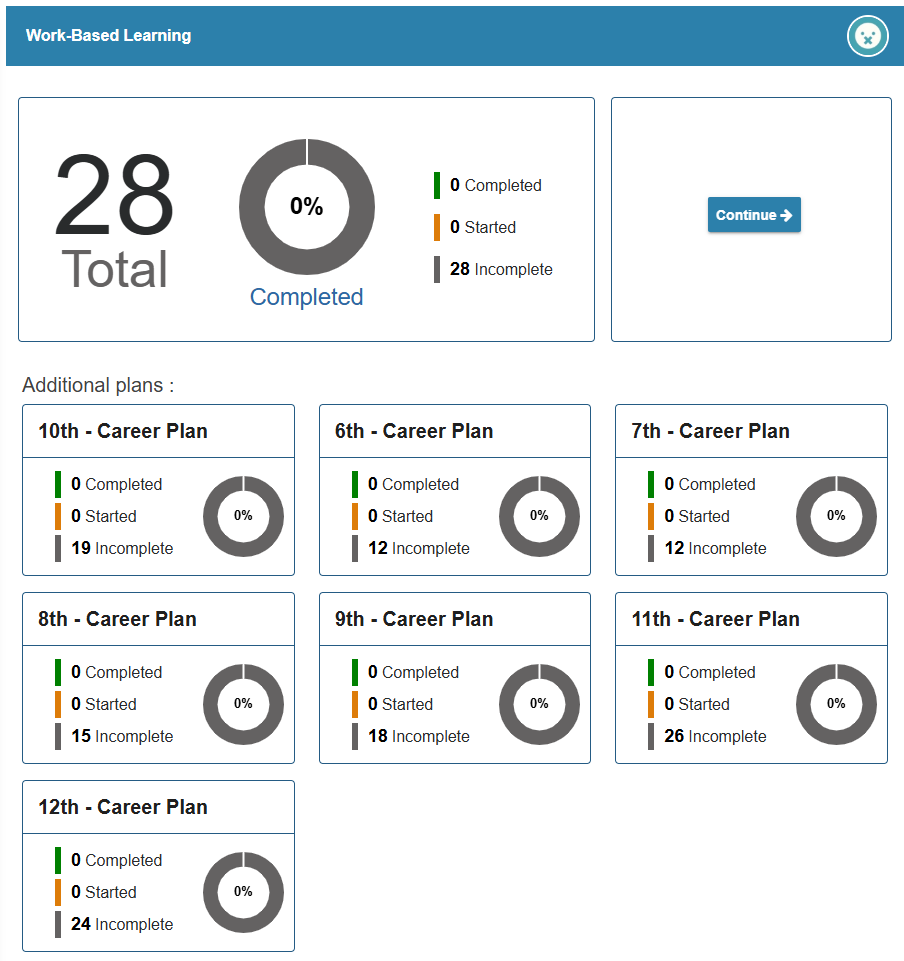 Work-Based Learning
28
Total
0%
Completed
0 Completed
0 Started
28 Incomplete
Continue
Additional plans :
10th - Career Plan
0 Completed
0 Started
19 Incomplete
0%
6th - Career Plan
0 Completed
0 Started
12 Incomplete
0%
7th - Career Plan
0 Completed
0 Started
12 Incomplete
0%
8th - Career Plan
0 Completed
0 Started
15 Incomplete
0%
9th - Career Plan
0 Completed
0 Started
18 Incomplete
0%
11th - Career Plan
0 Completed
0 Started
26 Incomplete
0%
12th - Career Plan
0 Completed
0 Started
24 Incomplete
0%